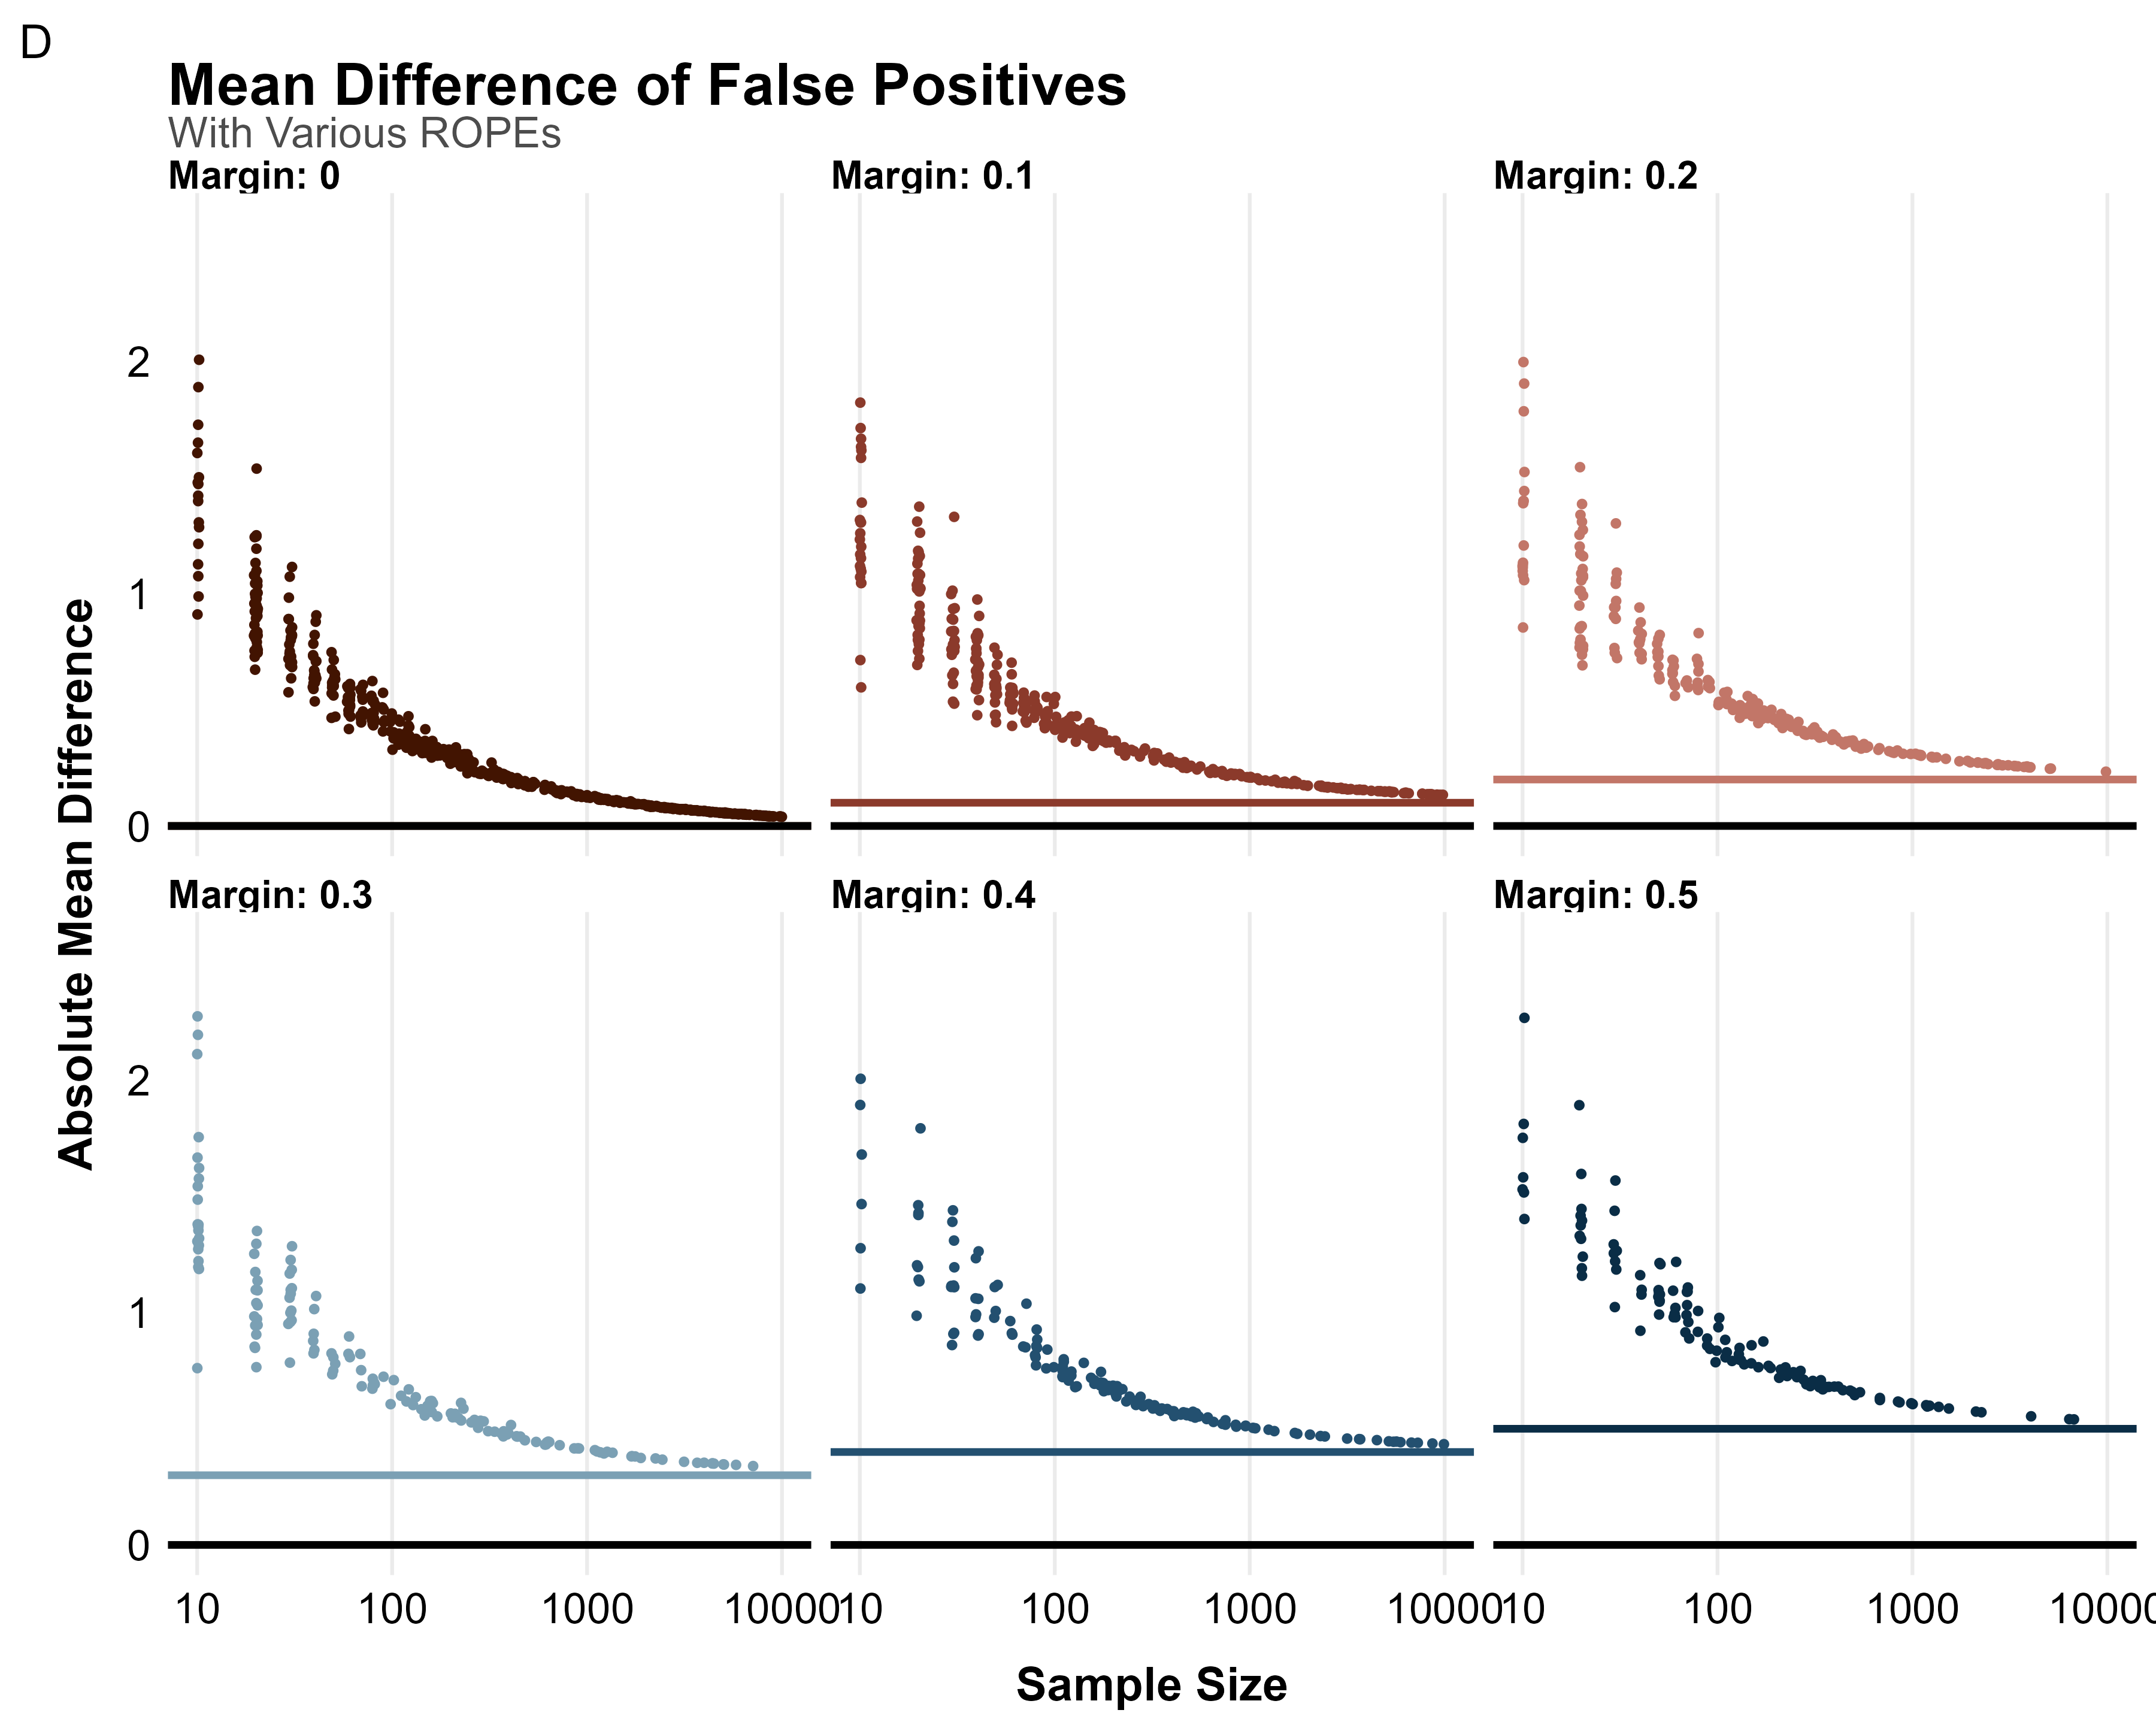 D
Mean Difference of False Positives
With Various ROPEs
Margin: 0
Margin: 0.1
Margin: 0.2
2
1
0
Absolute Mean Difference
Margin: 0.3
Margin: 0.4
Margin: 0.5
2
1
0
10 100 1000 10000 10 100 1000 10000 10 100 1000 10000
Sample Size